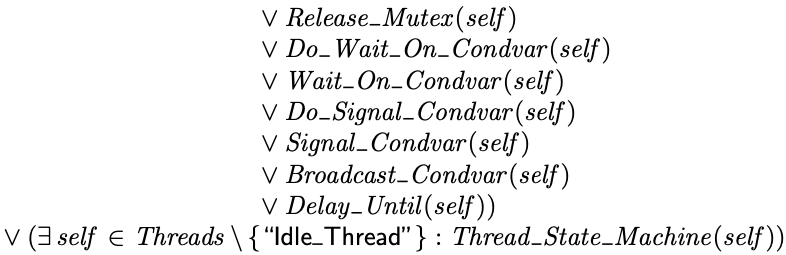 ∨ Release_Mutex(self)
∨ Do_Wait_On_Condvar(self)
∨ Wait_On_Condvar(self)
∨ Do_Signal_Condvar(self)
∨ Signal_Condvar(self)
∨ Broadcast_Condvar(self)
∨ Delay_Until(self))
∨ (∃ self ∈ Threads \ {“Idle_Thread”} : Thread_State_Machine(self))